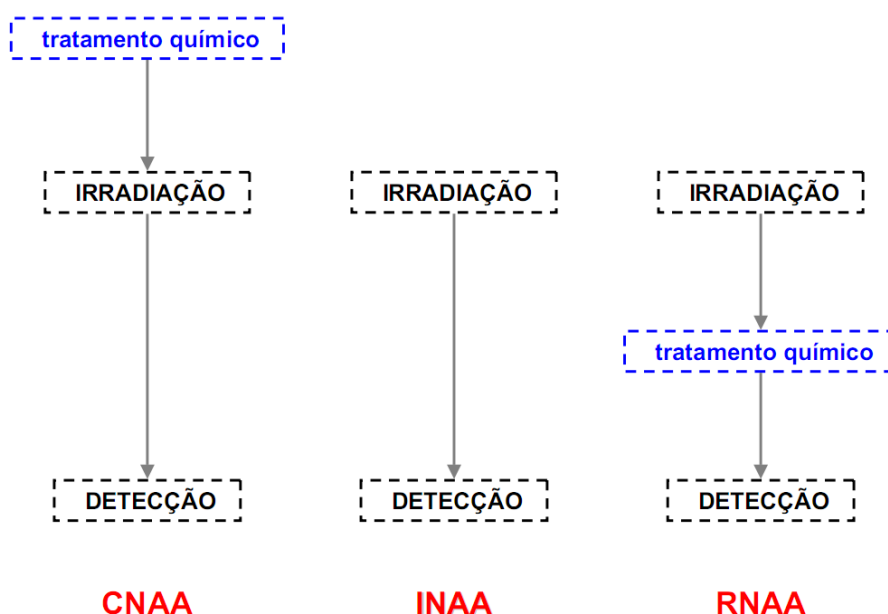 tratamento químico
IRRADIAÇÃO
IRRADIAÇÃO
IRRADIAÇÃO
tratamento químico
DETECÇÃO
DETECÇÃO
DETECÇÃO
CNAA
INAA
RNAA